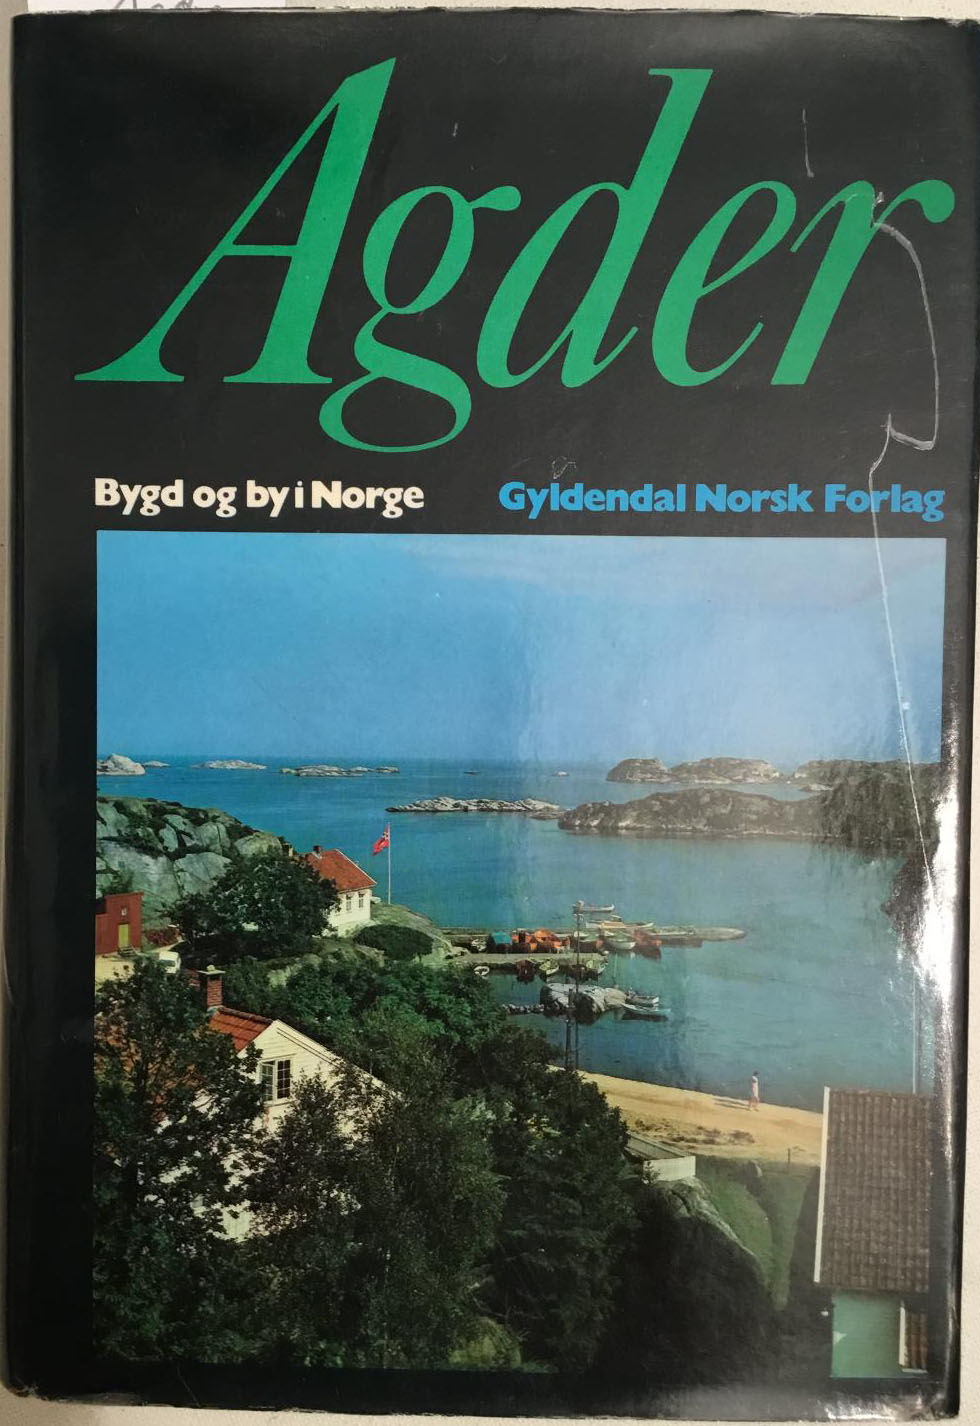 Agder
Bygd og by i Norge Gyldendal Norsk Forlag